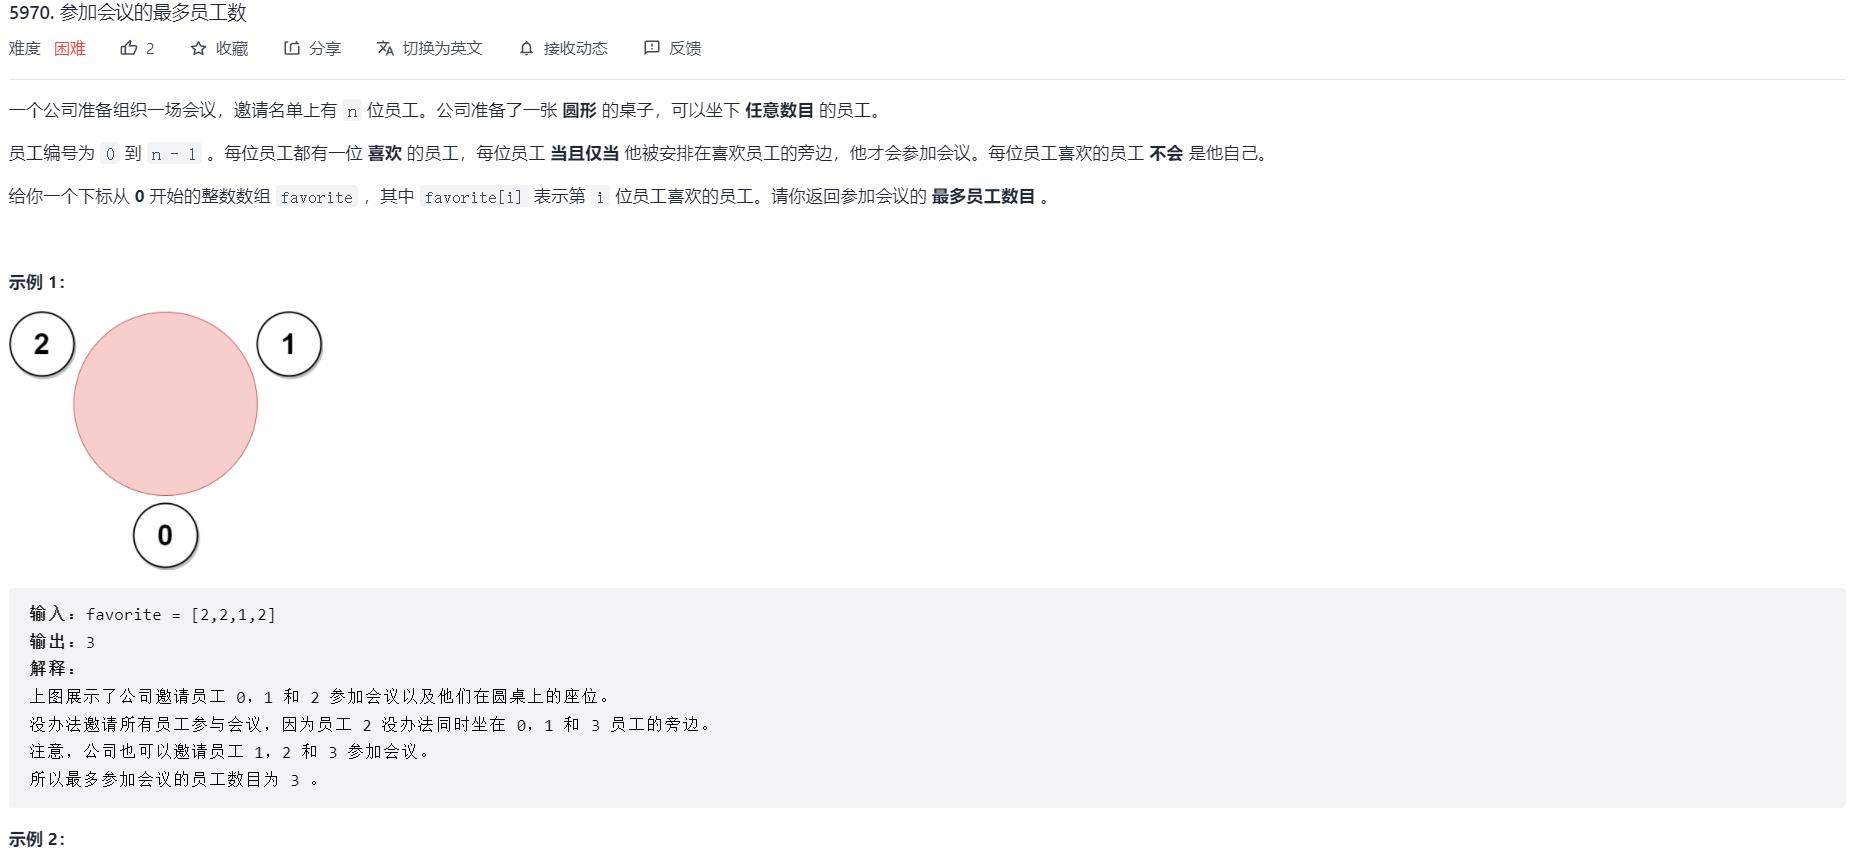 5970. 参加会议的最多员工数
难度 困难 2 收藏 分享 切换为英文 接收动态 反馈
一个公司准备组织一场会议，邀请名单上有 n 位员工。公司准备了一张 圆形 的桌子，可以坐下 任意数目 的员工。
员工编号为 0 到 n - 1 。每位员工都有一位 喜欢 的员工，每位员工 当且仅当 他被安排在喜欢员工的旁边，他才会参加会议。每位员工喜欢的员工 不会 是他自己。
给你一个下标从 0 开始的整数数组 favorite ，其中 favorite[i] 表示第 i 位员工喜欢的员工。请你返回参加会议的 最多员工数目 。
示例 1：
2 1
0
输入：favorite = [2,2,1,2]
输出：3
解释：
上图展示了公司邀请员工 0，1 和 2 参加会议以及他们在圆桌上的座位。
没办法邀请所有员工参与会议，因为员工 2 没办法同时坐在 0，1 和 3 员工的旁边。
注意，公司也可以邀请员工 1，2 和 3 参加会议。
所以最多参加会议的员工数目为 3 。
示例 2：